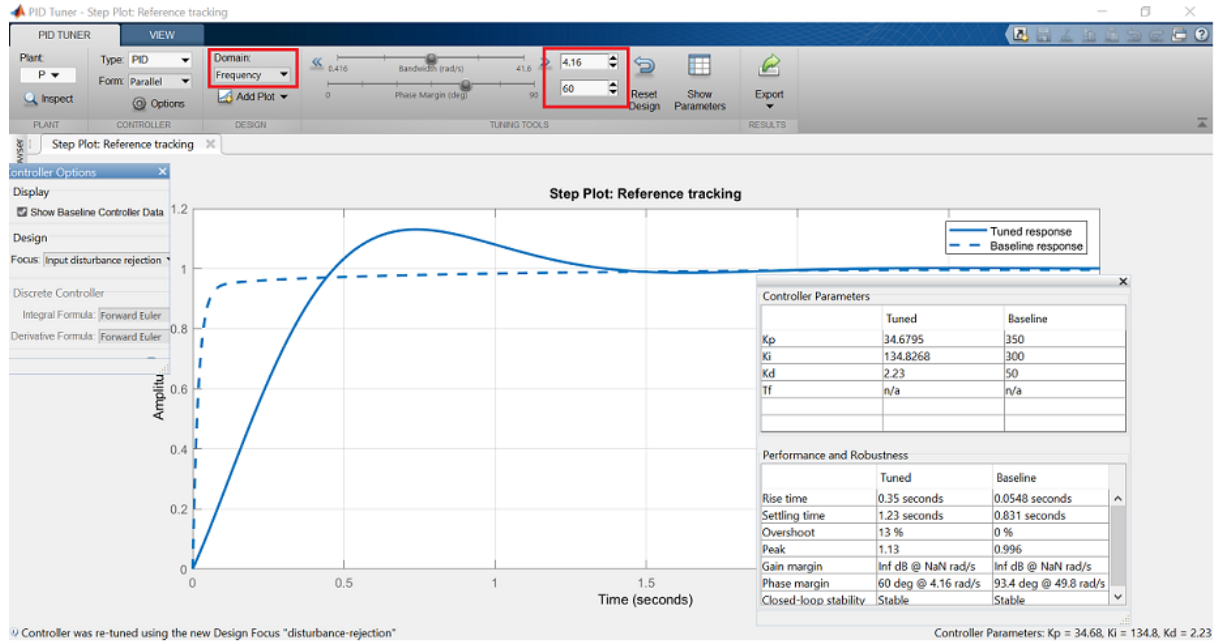 PID Tuner - Step Plot: Reference tracking
PID TUNER VIEW
Plant: Type: PID Domain:
P Form: Parallel Frequency 0.416 Bandwidth (rad/s) 41.6 4.16
Inspect Options Add Plot 0 Phase Margin (deg) 90 60 Reset Design Show Parameters Export
PLANT CONTROLLER DESIGN TUNING TOOLS RESULTS
Step Plot: Reference tracking
ontroller Options
Display
Show Baseline Controller Data
Design
Focus: Input disturbance rejection
Discrete Controller
Integral Formula: Forward Euler
Derivative Formula: Forward Euler
Step Plot: Reference tracking
Tuned response
Baseline response
1.2
1
0.8
0.6
0.4
0.2
0
Amplitu
0 0.5 1 1.5
Time (seconds)
Controller Parameters
Tuned Baseline
Kp 34.6795 350
Ki 134.8268 300
Kd 2.23 50
Tf n/a n/a
Performance and Robustness
Tuned Baseline
Rise time 0.35 seconds 0.0548 seconds
Settling time 1.23 seconds 0.831 seconds
Overshoot 13 % 0 %
Peak 1.13 0.996
Gain margin Inf dB @ NaN rad/s Inf dB @ NaN rad/s
Phase margin 60 deg @ 4.16 rad/s 93.4 deg @ 49.8 rad/s
Closed-loop stability Stable Stable
Controller was re-tuned using the new Design Focus "disturbance-rejection"
Controller Parameters: Kp = 34.68, Ki = 134.8, Kd = 2.23